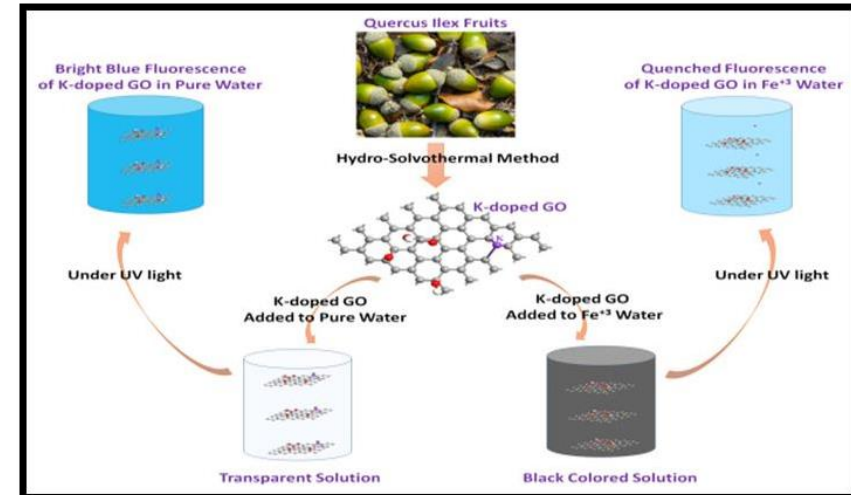 Quercus Ilex Fruits
Bright Blue Fluorescence
of K-doped GO in Pure Water
Quenched Fluorescence
of K-doped GO in Fe⁺³ Water
Hydro-Solvothermal Method
K-doped GO
C
K
Under UV light
K-doped GO
Added to Pure Water
K-doped GO
Added to Fe⁺³ Water
Under UV light
Transparent Solution
Black Colored Solution